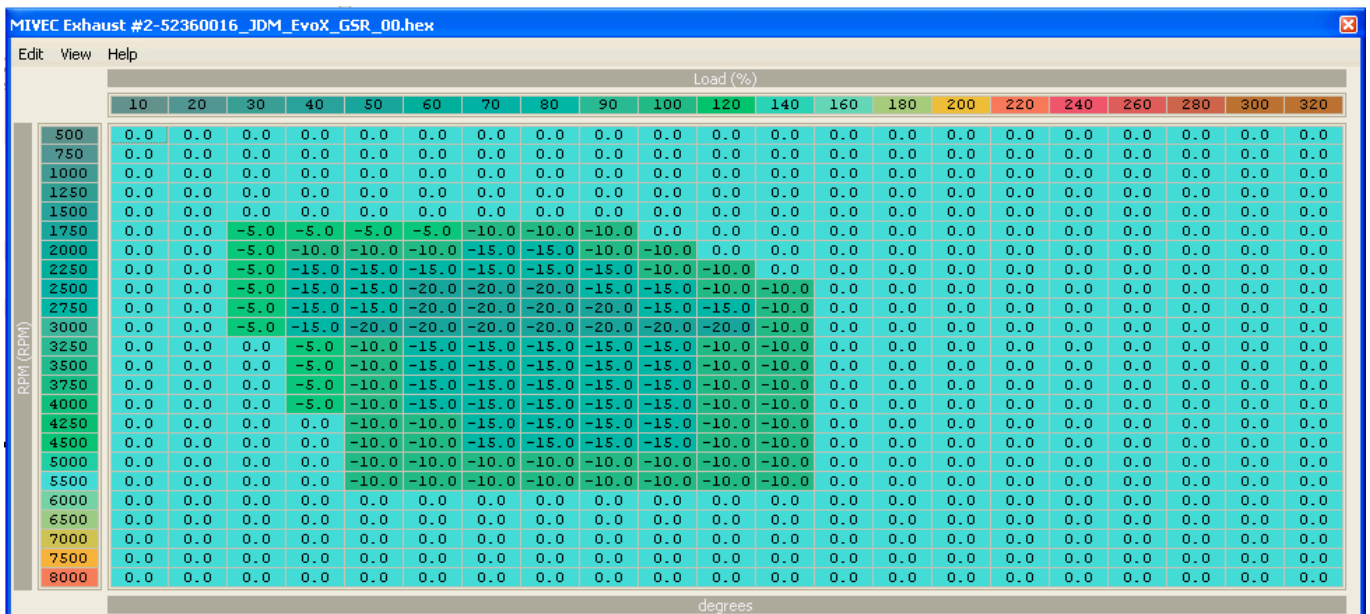 MIVEC Exhaust #2-52360016_JDM_EvoX_GSR_00.hex
Edit View Help
Load (%)
10 20 30 40 50 60 70 80 90 100 120 140 160 180 200 220 240 260 280 300 320
RPM (RPM)
500 0.0 0.0 0.0 0.0 0.0 0.0 0.0 0.0 0.0 0.0 0.0 0.0 0.0 0.0 0.0 0.0 0.0 0.0 0.0 0.0 0.0
750 0.0 0.0 0.0 0.0 0.0 0.0 0.0 0.0 0.0 0.0 0.0 0.0 0.0 0.0 0.0 0.0 0.0 0.0 0.0 0.0 0.0
1000 0.0 0.0 0.0 0.0 0.0 0.0 0.0 0.0 0.0 0.0 0.0 0.0 0.0 0.0 0.0 0.0 0.0 0.0 0.0 0.0 0.0
1250 0.0 0.0 0.0 0.0 0.0 0.0 0.0 0.0 0.0 0.0 0.0 0.0 0.0 0.0 0.0 0.0 0.0 0.0 0.0 0.0 0.0
1500 0.0 0.0 0.0 0.0 0.0 0.0 0.0 0.0 0.0 0.0 0.0 0.0 0.0 0.0 0.0 0.0 0.0 0.0 0.0 0.0 0.0
1750 0.0 0.0 -5.0 -5.0 -5.0 -5.0 -10.0 -10.0 -10.0 0.0 0.0 0.0 0.0 0.0 0.0 0.0 0.0 0.0 0.0 0.0 0.0
2000 0.0 0.0 -5.0 -10.0 -10.0 -10.0 -15.0 -15.0 -10.0 -10.0 0.0 0.0 0.0 0.0 0.0 0.0 0.0 0.0 0.0 0.0 0.0
2250 0.0 0.0 -5.0 -15.0 -15.0 -15.0 -15.0 -15.0 -15.0 -10.0 -10.0 0.0 0.0 0.0 0.0 0.0 0.0 0.0 0.0 0.0 0.0
2500 0.0 0.0 -5.0 -15.0 -15.0 -20.0 -20.0 -20.0 -15.0 -15.0 -10.0 -10.0 0.0 0.0 0.0 0.0 0.0 0.0 0.0 0.0 0.0
2750 0.0 0.0 -5.0 -15.0 -15.0 -20.0 -20.0 -20.0 -20.0 -15.0 -15.0 -10.0 0.0 0.0 0.0 0.0 0.0 0.0 0.0 0.0 0.0
3000 0.0 0.0 -5.0 -15.0 -20.0 -20.0 -20.0 -20.0 -20.0 -20.0 -20.0 -10.0 0.0 0.0 0.0 0.0 0.0 0.0 0.0 0.0 0.0
3250 0.0 0.0 0.0 -5.0 -10.0 -15.0 -15.0 -15.0 -15.0 -15.0 -10.0 -10.0 0.0 0.0 0.0 0.0 0.0 0.0 0.0 0.0 0.0
3500 0.0 0.0 0.0 -5.0 -10.0 -15.0 -15.0 -15.0 -15.0 -15.0 -10.0 -10.0 0.0 0.0 0.0 0.0 0.0 0.0 0.0 0.0 0.0
3750 0.0 0.0 0.0 -5.0 -10.0 -15.0 -15.0 -15.0 -15.0 -15.0 -10.0 -10.0 0.0 0.0 0.0 0.0 0.0 0.0 0.0 0.0 0.0
4000 0.0 0.0 0.0 -5.0 -10.0 -15.0 -15.0 -15.0 -15.0 -15.0 -10.0 -10.0 0.0 0.0 0.0 0.0 0.0 0.0 0.0 0.0 0.0
4250 0.0 0.0 0.0 0.0 -10.0 -10.0 -15.0 -15.0 -15.0 -15.0 -10.0 -10.0 0.0 0.0 0.0 0.0 0.0 0.0 0.0 0.0 0.0
4500 0.0 0.0 0.0 0.0 -10.0 -10.0 -15.0 -15.0 -15.0 -15.0 -10.0 -10.0 0.0 0.0 0.0 0.0 0.0 0.0 0.0 0.0 0.0
5000 0.0 0.0 0.0 0.0 -10.0 -10.0 -10.0 -10.0 -10.0 -10.0 -10.0 -10.0 0.0 0.0 0.0 0.0 0.0 0.0 0.0 0.0 0.0
5500 0.0 0.0 0.0 0.0 -10.0 -10.0 -10.0 -10.0 -10.0 -10.0 -10.0 -10.0 0.0 0.0 0.0 0.0 0.0 0.0 0.0 0.0 0.0
6000 0.0 0.0 0.0 0.0 0.0 0.0 0.0 0.0 0.0 0.0 0.0 0.0 0.0 0.0 0.0 0.0 0.0 0.0 0.0 0.0 0.0
6500 0.0 0.0 0.0 0.0 0.0 0.0 0.0 0.0 0.0 0.0 0.0 0.0 0.0 0.0 0.0 0.0 0.0 0.0 0.0 0.0 0.0
7000 0.0 0.0 0.0 0.0 0.0 0.0 0.0 0.0 0.0 0.0 0.0 0.0 0.0 0.0 0.0 0.0 0.0 0.0 0.0 0.0 0.0
7500 0.0 0.0 0.0 0.0 0.0 0.0 0.0 0.0 0.0 0.0 0.0 0.0 0.0 0.0 0.0 0.0 0.0 0.0 0.0 0.0 0.0
8000 0.0 0.0 0.0 0.0 0.0 0.0 0.0 0.0 0.0 0.0 0.0 0.0 0.0 0.0 0.0 0.0 0.0 0.0 0.0 0.0 0.0
degrees